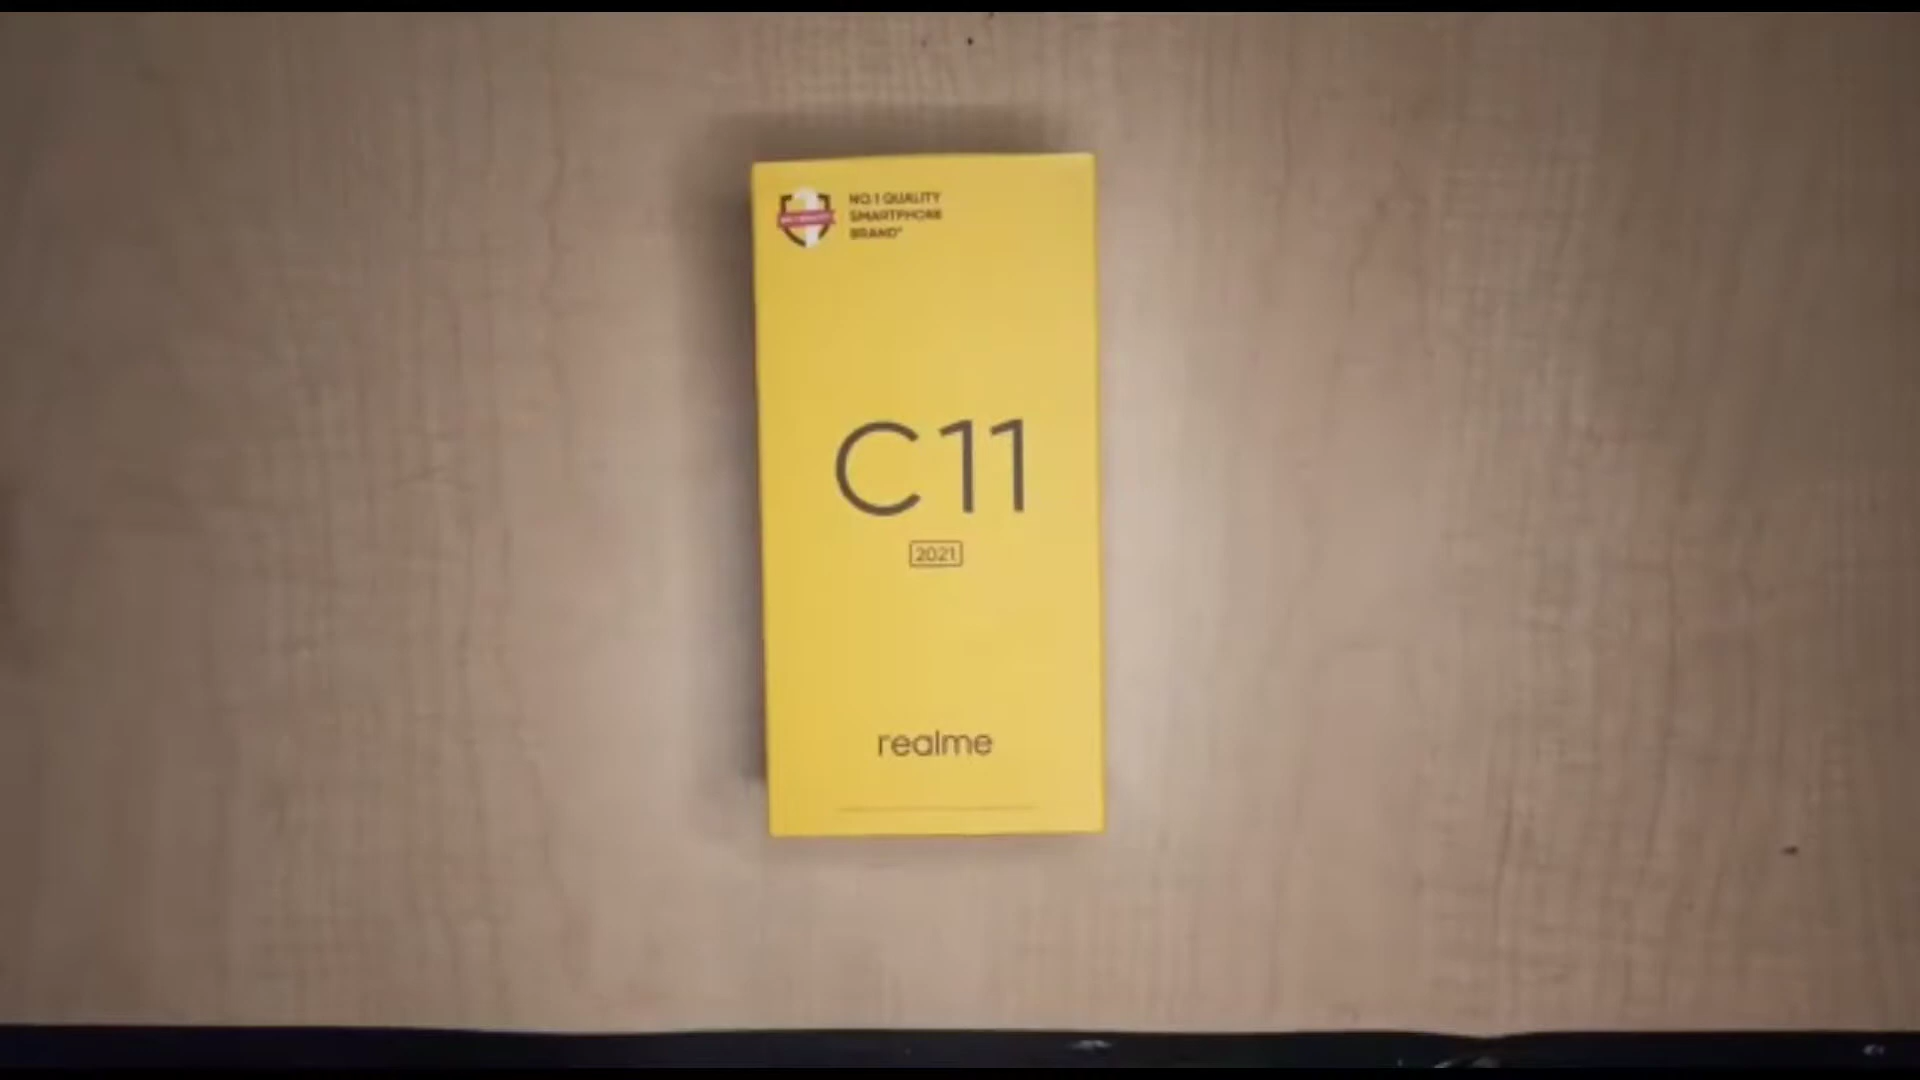 NO.1 QUALITY
SMARTPHONE
BRAND*
C11
2021
realme